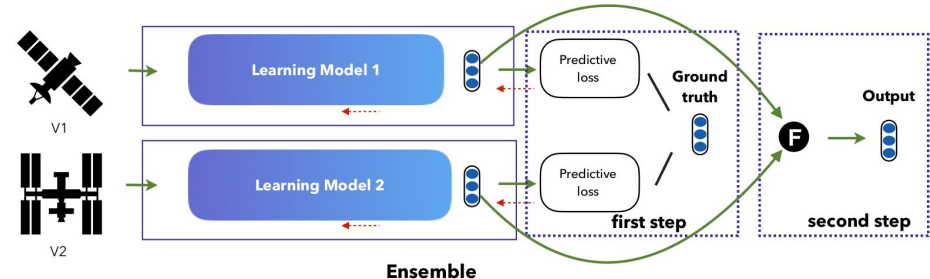 V1
Learning Model 1
Predictive
loss
Ground
truth
F
Output
V2
Learning Model 2
Predictive
loss
first step
second step
Ensemble